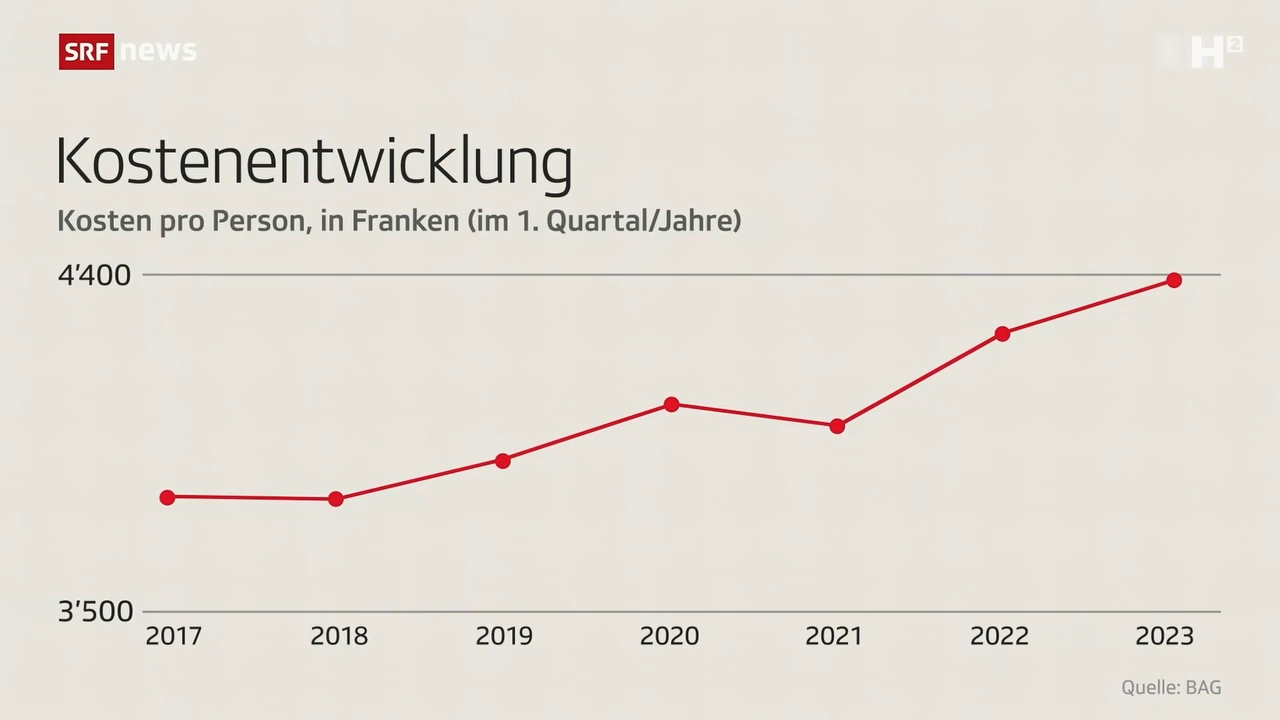 SRF news
H2
Kostenentwicklung
Kosten pro Person, in Franken (im 1. Quartal/Jahre)
4’400
3’500
2017 2018 2019 2020 2021 2022 2023
Quelle: BAG